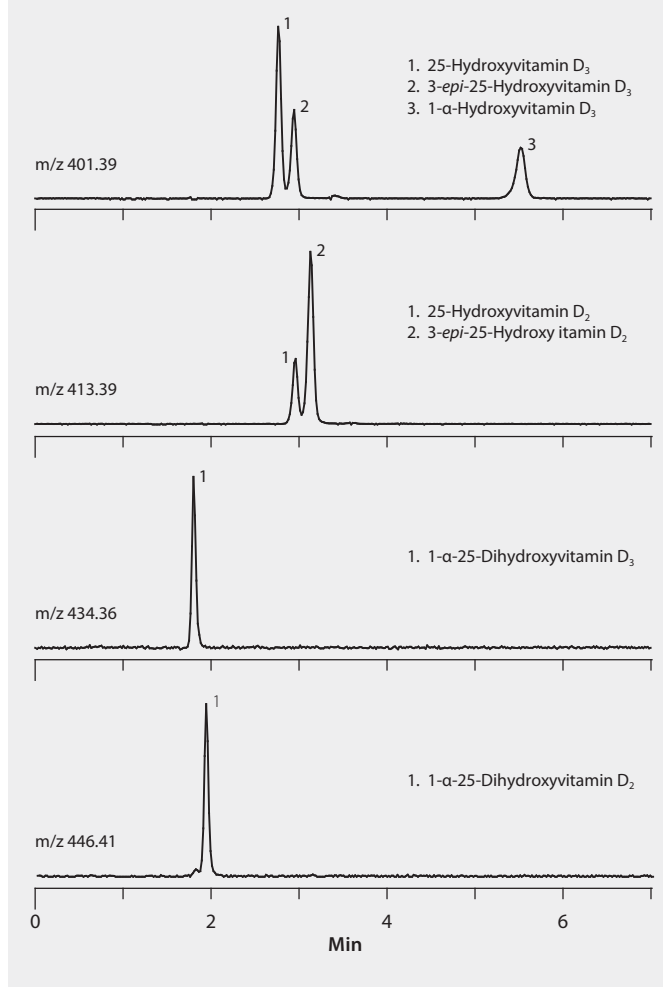 1
2
3
1. 25-Hydroxyvitamin D₃
2. 3-epi-25-Hydroxyvitamin D₃
3. 1-α-Hydroxyvitamin D₃
m/z 401.39
1
2
1. 25-Hydroxyvitamin D₂
2. 3-epi-25-Hydroxy itamin D₂
m/z 413.39
1
1. 1-α-25-Dihydroxyvitamin D₃
m/z 434.36
1
1. 1-α-25-Dihydroxyvitamin D₂
m/z 446.41
0 2 4 6
Min